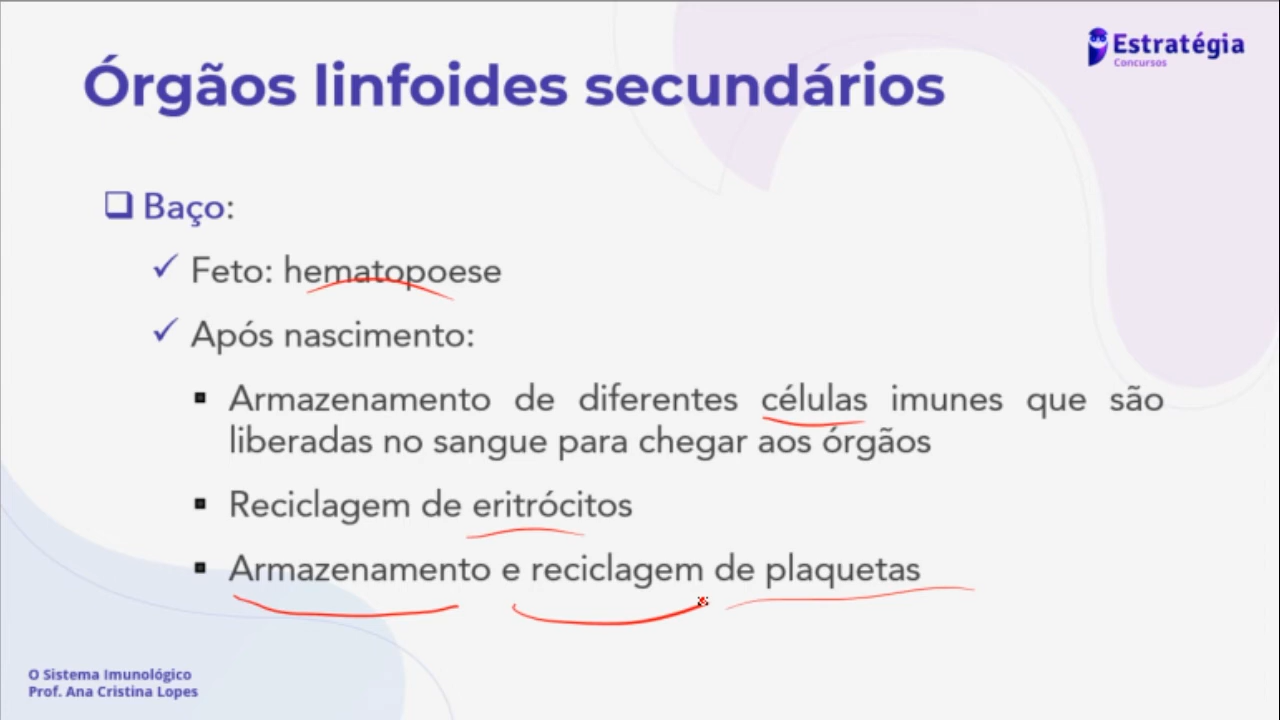 Estratégia
Concursos
Órgãos linfoides secundários
Baço:
Feto: hematopoese
Após nascimento:
Armazenamento de diferentes células imunes que são
liberadas no sangue para chegar aos órgãos
Reciclagem de eritrócitos
Armazenamento e reciclagem de plaquetas
O Sistema Imunológico
Prof. Ana Cristina Lopes